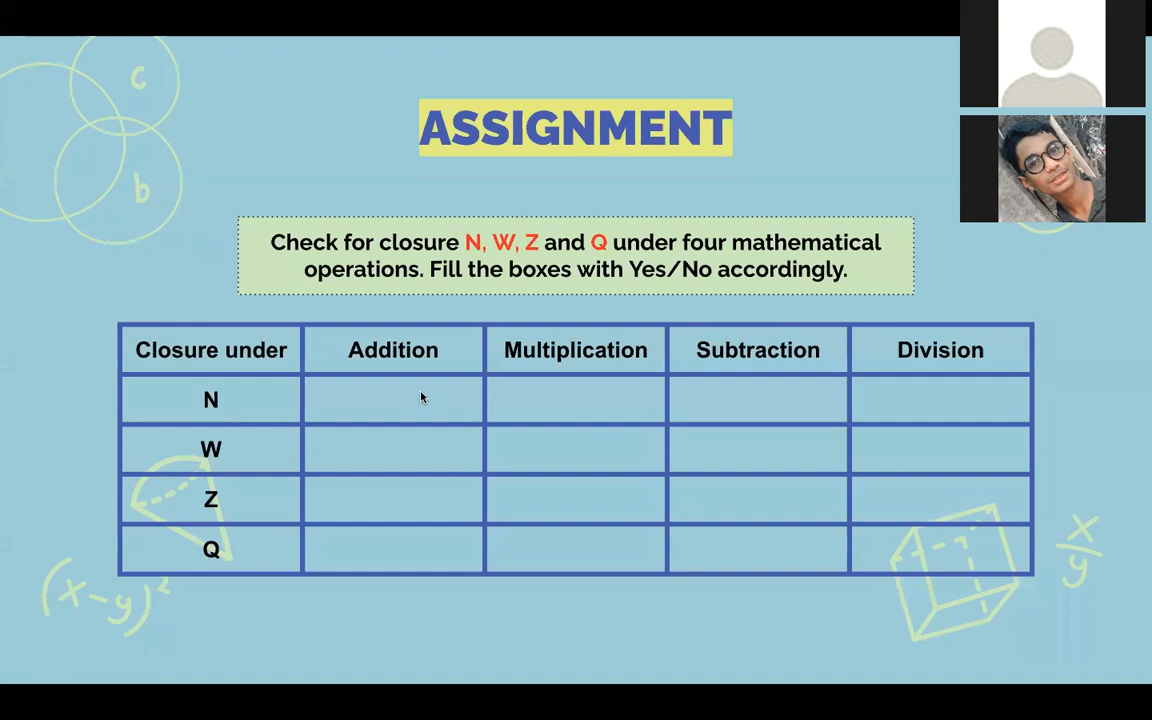 c
b
ASSIGNMENT
Check for closure N, W, Z and Q under four mathematical
operations. Fill the boxes with Yes/No accordingly.
Closure under Addition Multiplication Subtraction Division
N
W
Z
Q
(x-y)²
x/y